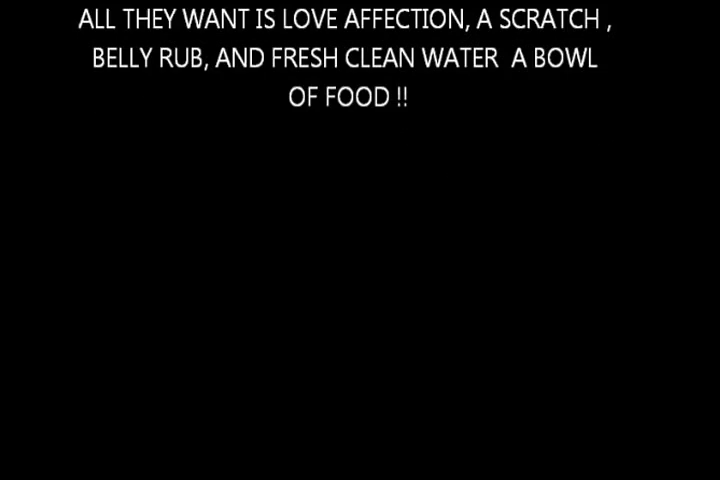 ALL THEY WANT IS LOVE AFFECTION, A SCRATCH ,
BELLY RUB, AND FRESH CLEAN WATER  A BOWL
OF FOOD !!